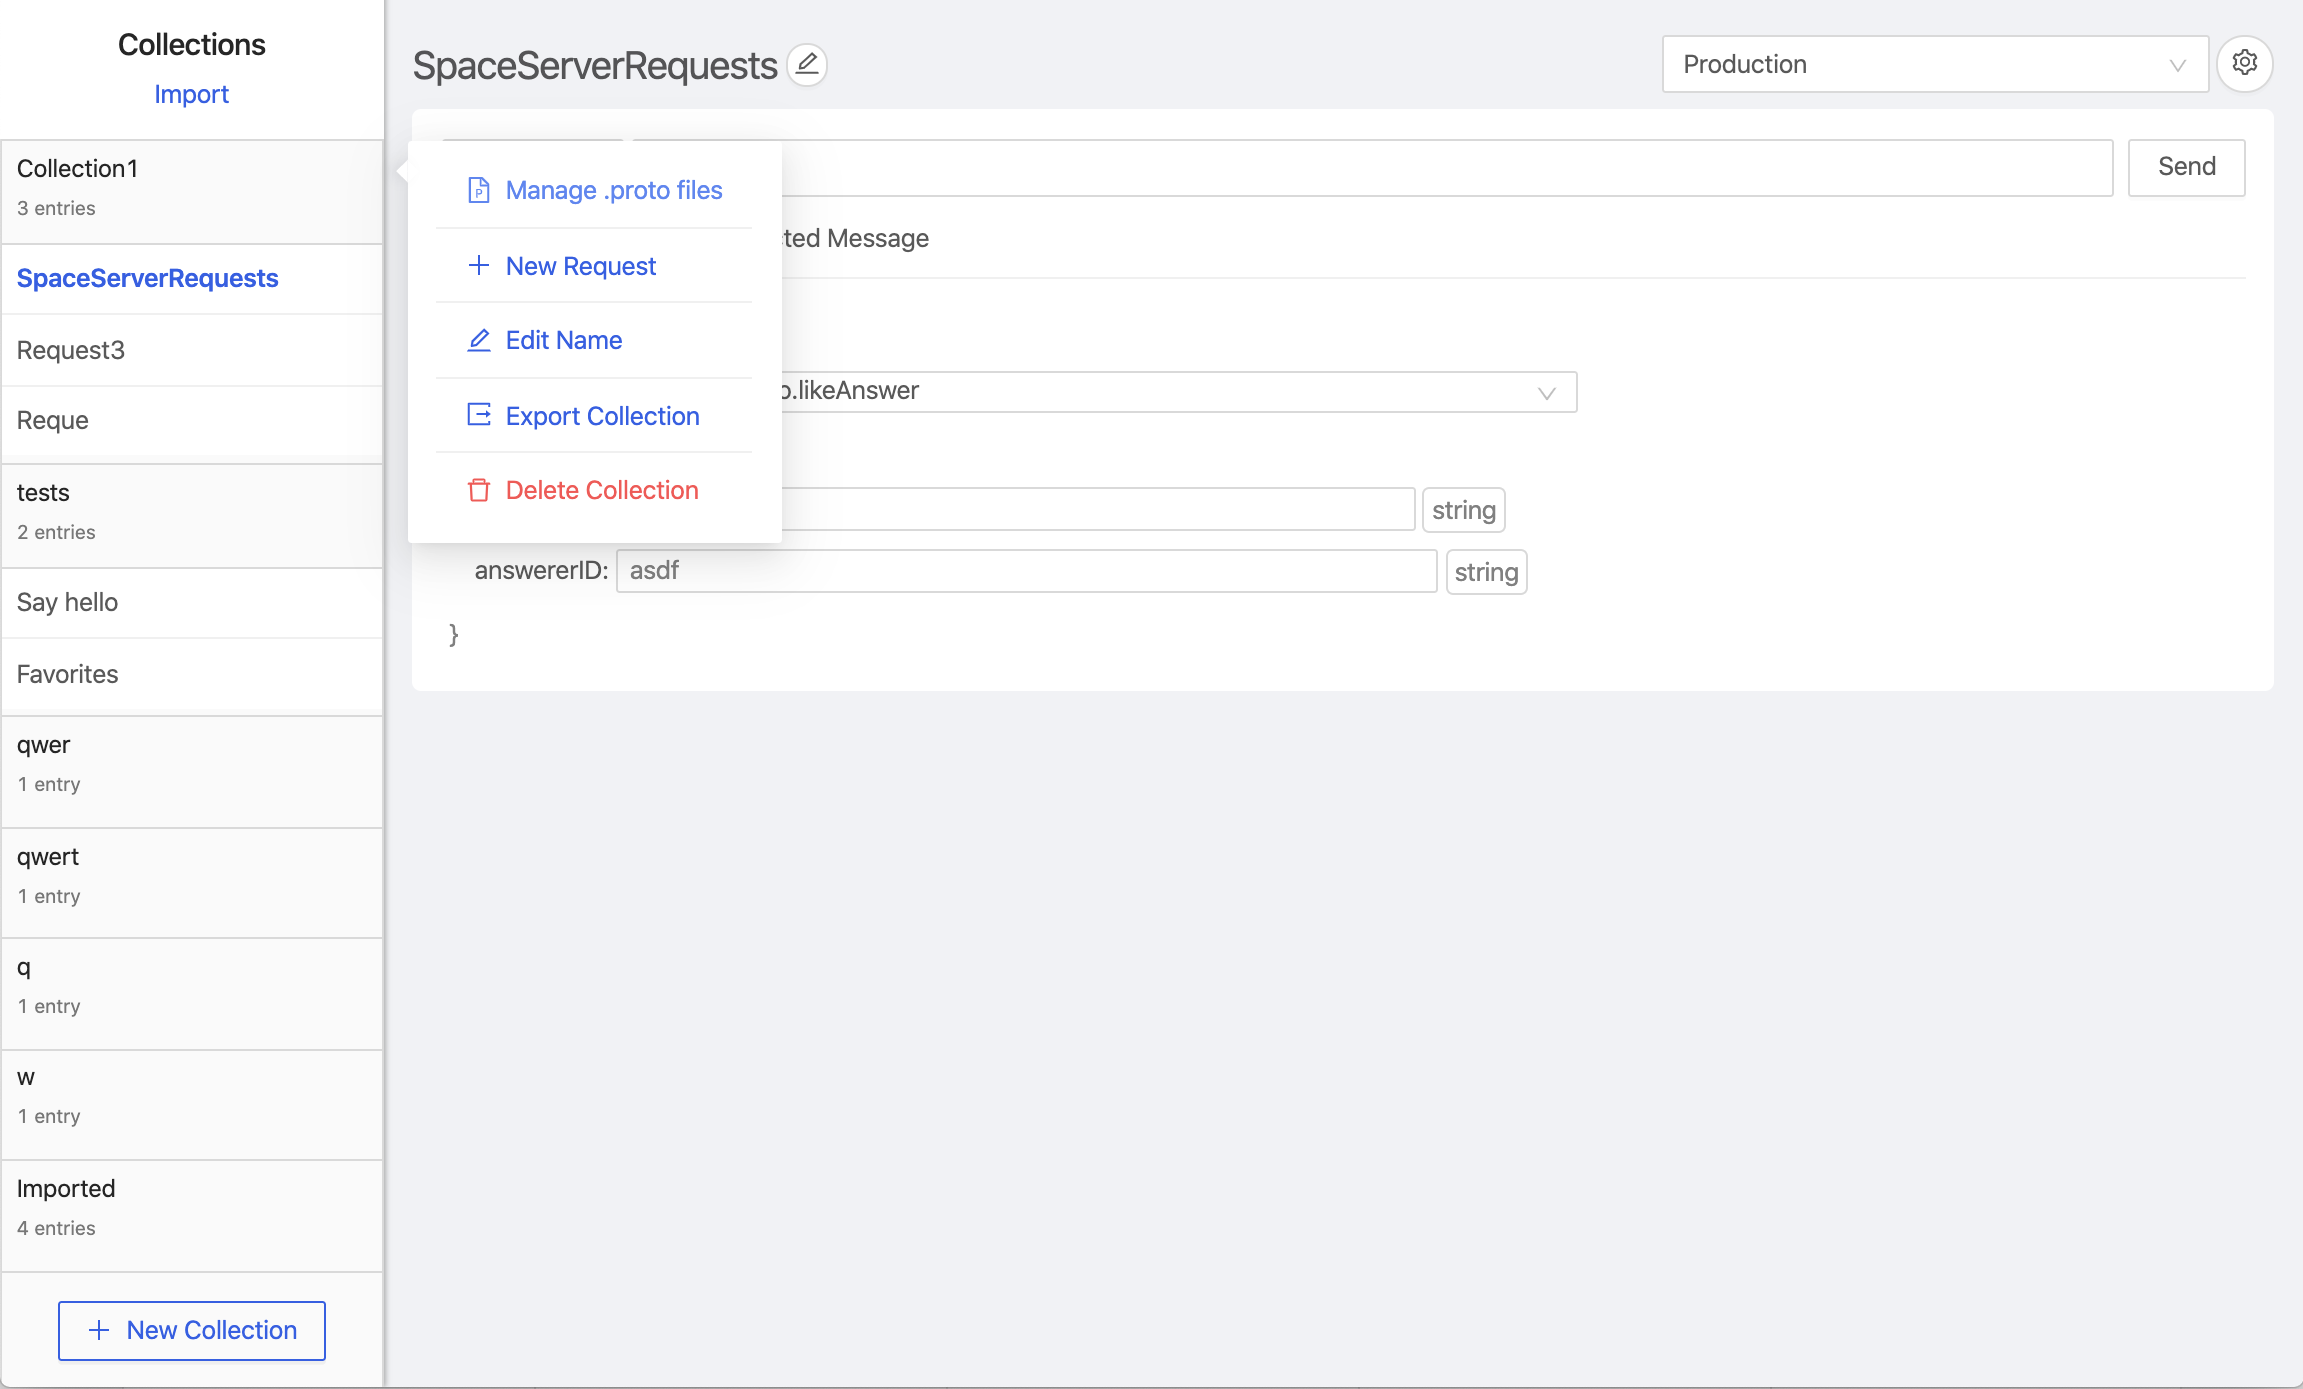 Collections
Import
Collection1
3 entries
SpaceServerRequests
Request3
Reque
tests
2 entries
Say hello
Favorites
qwer
1 entry
qwert
1 entry
q
1 entry
w
1 entry
Imported
4 entries
+ New Collection
SpaceServerRequests
Production
Send
Manage .proto files
New Request
Edit Name
Export Collection
Delete Collection
Message
.likeAnswer
string
answererID: asdf string
}